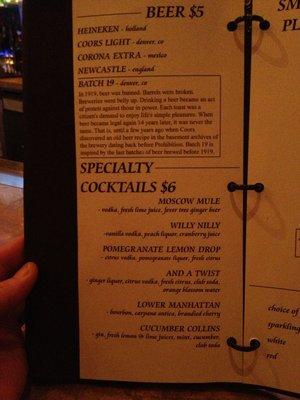 BEER $5
HEINEKEN - holland
COORS LIGHT - denver, co
CORONA EXTRA - mexico
NEWCASTLE - england
BATCH 19 - denver, co
In 1919, beer was banned. Barrels were broken.
Breweries went belly up. Drinking a beer became an act
of protest against those in power. Each toast was a
citizen's demand to enjoy life's simple pleasures. When
beer became legal again 14 years later, it was never the
same. That is, until a few years ago when Coors
discovered an old beer recipe in the basement archives of
the brewery dating back before Prohibition. Batch 19 is
inspired by the last batches of beer brewed before 1919.
SPECIALTY
COCKTAILS $6
MOSCOW MULE
- vodka, fresh lime juice, fever tree ginger beer
WILLY NILLY
-vanilla vodka, peach liquor, cranberry juice
POMEGRANATE LEMON DROP
- citrus vodka, pomegranate liquor, fresh citrus
AND A TWIST
- ginger liquor, citrus vodka, fresh citrus, club soda,
orange blossom water
LOWER MANHATTAN
- bourbon, carpana antica, brandied cherry
CUCUMBER COLLINS
- gin, fresh lemon & lime juices, mint, cucumber,
club soda
SM
PL
choice of
sparkling
white
red